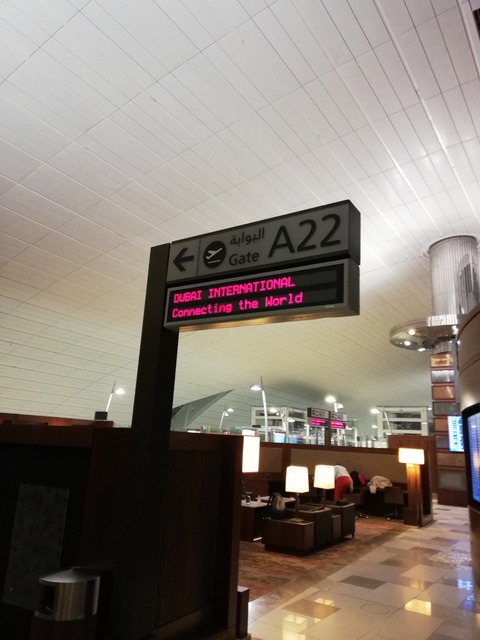 البوابة
Gate A22
DUBAI INTERNATIONAL
Connecting the World